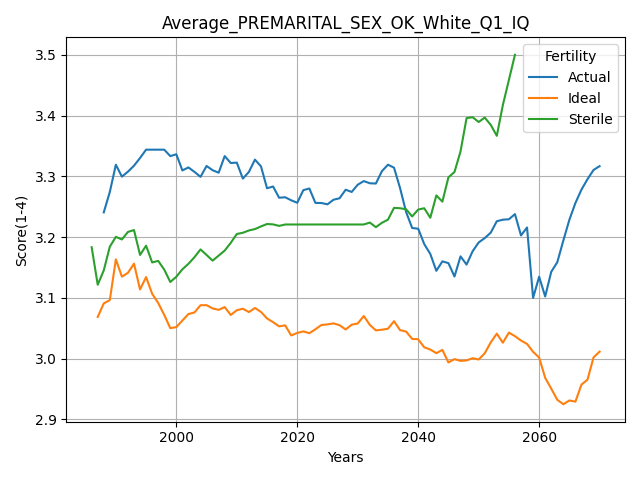 Average_PREMARITAL_SEX_OK_White_Q1_IQ
Score(1-4)
3.5
3.4
3.3
3.2
3.1
3.0
2.9
Fertility
Actual
Ideal
Sterile
2000
2020
2040
2060
Years